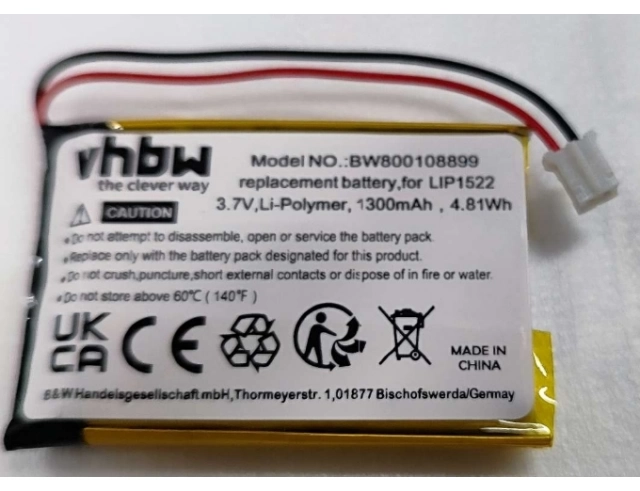 vhbw
the clever way
Model NO.:BW800108899
replacement battery,for LIP1522
3.7V,Li-Polymer, 1300mAh , 4.81Wh
CAUTION
Do not attempt to disassemble, open or service the battery pack
Replace only with the battery pack designated for this product.
Do not crush,puncture,short external contacts or dispose of in fire or water.
Do not store above 60℃ ( 140°F )
UK
CA CE
MADE IN
CHINA
B&W Handelsgesellschaft mbH,Thormeyerstr. 1,01877 Bischofswerda/Germay